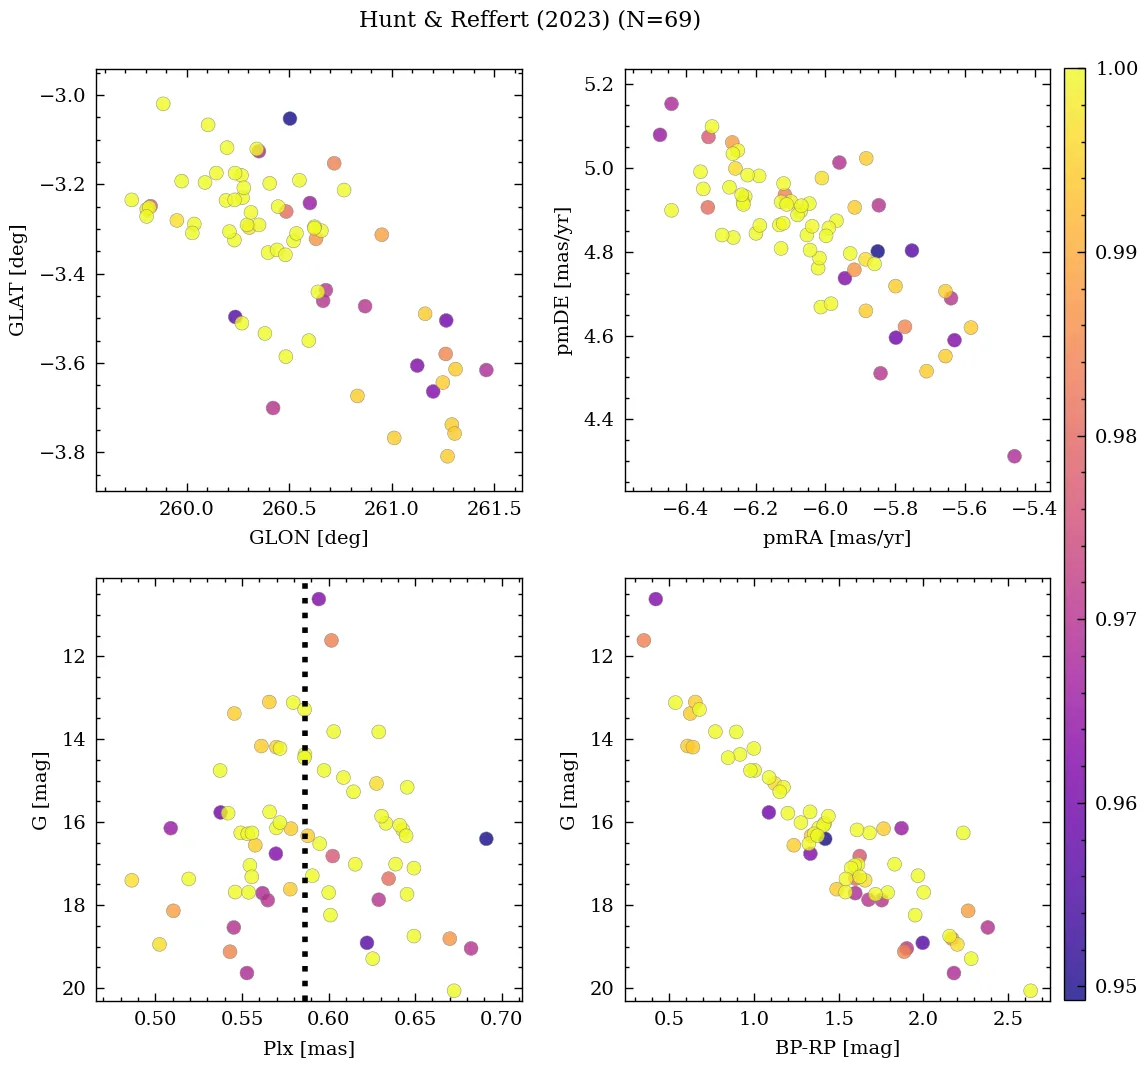 Hunt & Reffert (2023) (N=69)
−3.0
−3.2
−3.4
−3.6
−3.8
GLAT [deg]
260.0 260.5 261.0 261.5
GLON [deg]
5.2
5.0
4.8
4.6
4.4
pmDE [mas/yr]
−6.4 −6.2 −6.0 −5.8 −5.6 −5.4
pmRA [mas/yr]
12
14
16
18
20
G [mag]
0.50 0.55 0.60 0.65 0.70
Plx [mas]
12
14
16
18
20
G [mag]
0.5 1.0 1.5 2.0 2.5
BP-RP [mag]
1.00
0.99
0.98
0.97
0.96
0.95